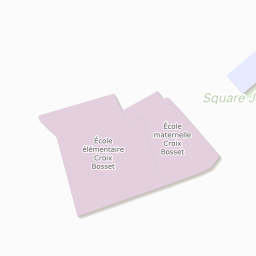 Square J
École
maternelle
Croix
Bosset
École
élémentaire
Croix
Bosset